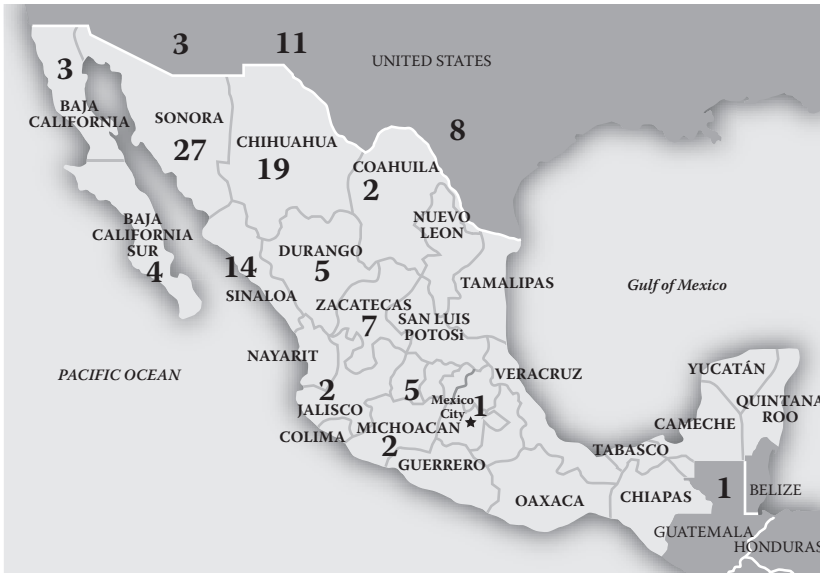 3
11
UNITED STATES
3
BAJA
CALIFORNIA
SONORA
27
CHIHUAHUA
19
8
COAHUILA
2
NUEVO
LEON
BAJA
CALIFORNIA
SUR
4
14
SINALOA
DURANGO
5
TAMALIPAS
Gulf of Mexico
ZACATECAS
7
SAN LUIS
POTOSi
NAYARIT
PACIFIC OCEAN
2
JALISCO
COLIMA
5
Mexico
City
1
MICHOACAN
2
GUERRERO
VERACRUZ
YUCATÁN
QUINTANA
ROO
CAMECHE
TABASCO
OAXACA
CHIAPAS
1
BELIZE
GUATEMALA
HONDURAS